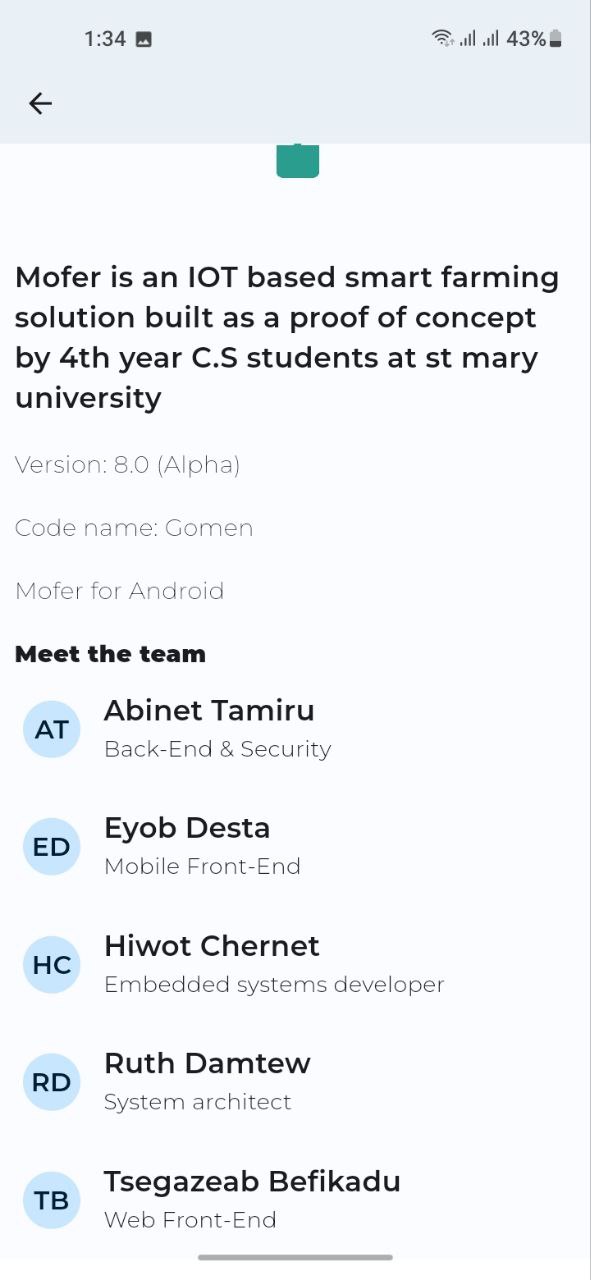 1:34
43%
Mofer is an IOT based smart farming
solution built as a proof of concept
by 4th year C.S students at st mary
university
Version: 8.0 (Alpha)
Code name: Gomen
Mofer for Android
Meet the team
AT
Abinet Tamiru
Back-End & Security
ED
Eyob Desta
Mobile Front-End
HC
Hiwot Chernet
Embedded systems developer
RD
Ruth Damtew
System architect
TB
Tsegazeab Befikadu
Web Front-End